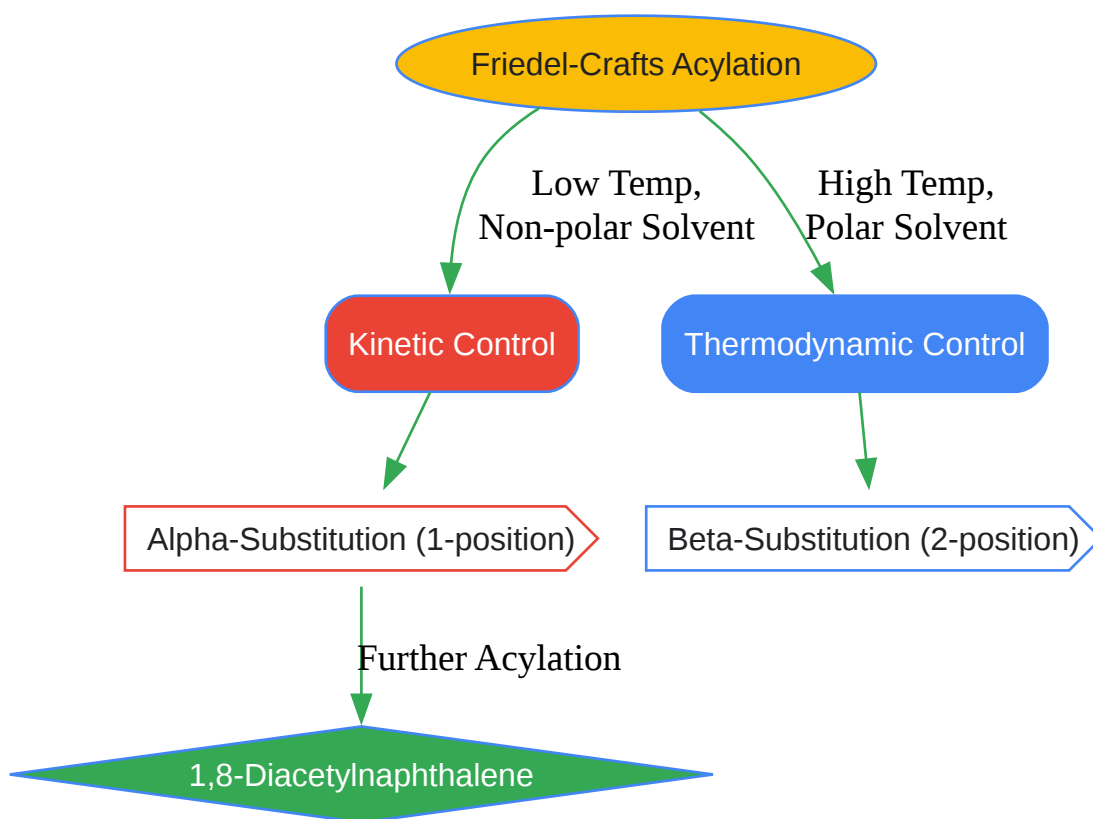 Friedel-Crafts Acylation
Low Temp,
Non-polar Solvent
High Temp,
Polar Solvent
Kinetic Control
Thermodynamic Control
Alpha-Substitution (1-position)
Beta-Substitution (2-position)
Further Acylation
1,8-Diacetylnaphthalene